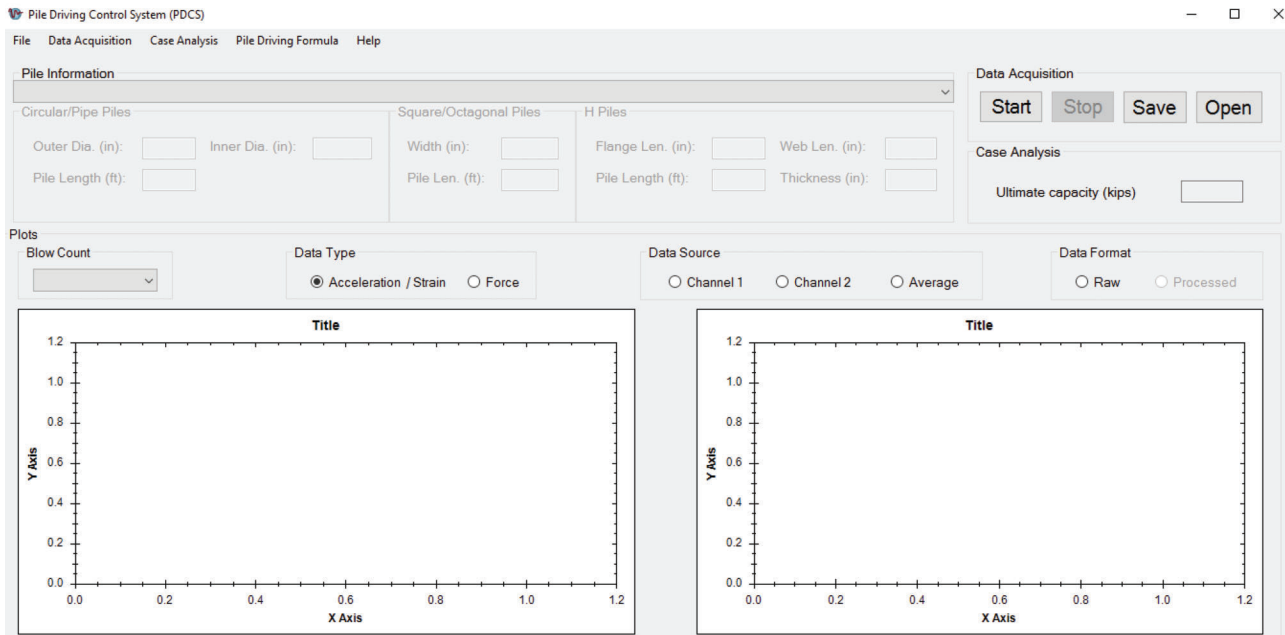 Pile Driving Control System (PDCS)
File Data Acquisition Case Analysis Pile Driving Formula Help
Pile Information
Data Acquisition
Start Stop Save Open
Circular/Pipe Piles
Square/Octagonal Piles
H Piles
Outer Dia. (in): Inner Dia. (in):
Width (in):
Flange Len. (in): Web Len. (in):
Pile Length (ft):
Pile Len. (ft):
Pile Length (ft): Thickness (in):
Case Analysis
Ultimate capacity (kips)
Plots
Blow Count
Data Type
Acceleration / Strain Force
Data Source
Channel 1 Channel 2 Average
Data Format
Raw Processed
Title
1.2
1.0
0.8
0.6
0.4
0.2
0.0
Y Axis
0.0 0.2 0.4 0.6 0.8 1.0 1.2
X Axis
Title
1.2
1.0
0.8
0.6
0.4
0.2
0.0
Y Axis
0.0 0.2 0.4 0.6 0.8 1.0 1.2
X Axis